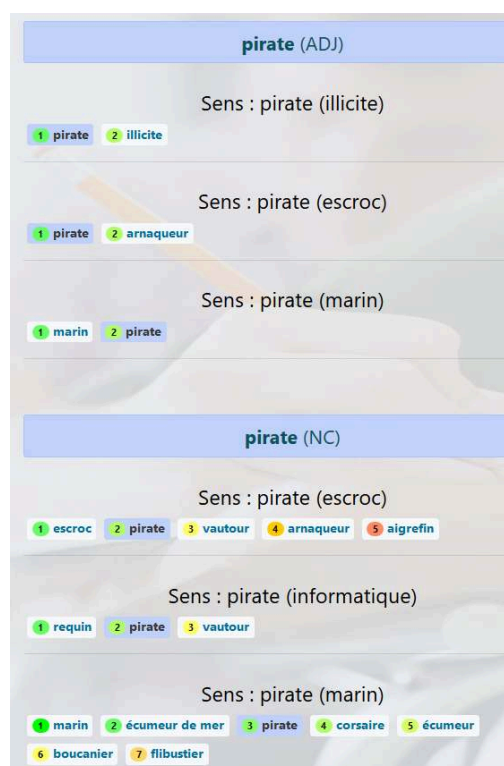 pirate (ADJ)
Sens : pirate (illicite)
1 pirate 2 illicite
Sens : pirate (escroc)
1 pirate 2 arnaqueur
Sens : pirate (marin)
1 marin 2 pirate
pirate (NC)
Sens : pirate (escroc)
1 escroc 2 pirate 3 vautour 4 arnaqueur 5 aigrefin
Sens : pirate (informatique)
1 requin 2 pirate 3 vautour
Sens : pirate (marin)
1 marin 2 écumeur de mer 3 pirate 4 corsaire 5 écumeur
6 boucanier 7 flibustier